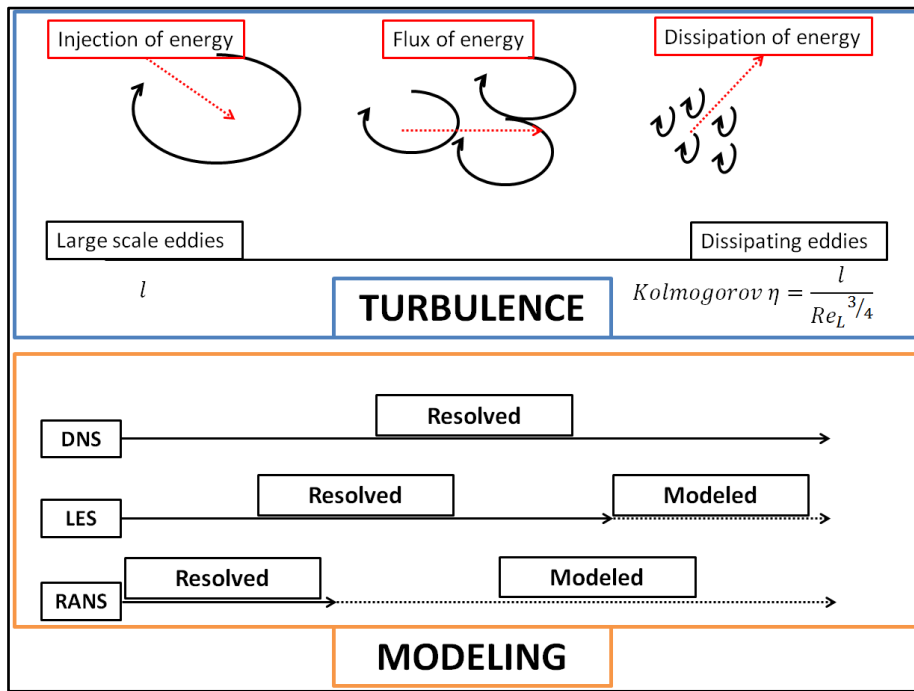 Injection of energy
Flux of energy
Dissipation of energy
Large scale eddies
Dissipating eddies
l
Kolmogorov η = l / Re_L^3/4
TURBULENCE
DNS
Resolved
LES
Resolved
Modeled
RANS
Resolved
Modeled
MODELING